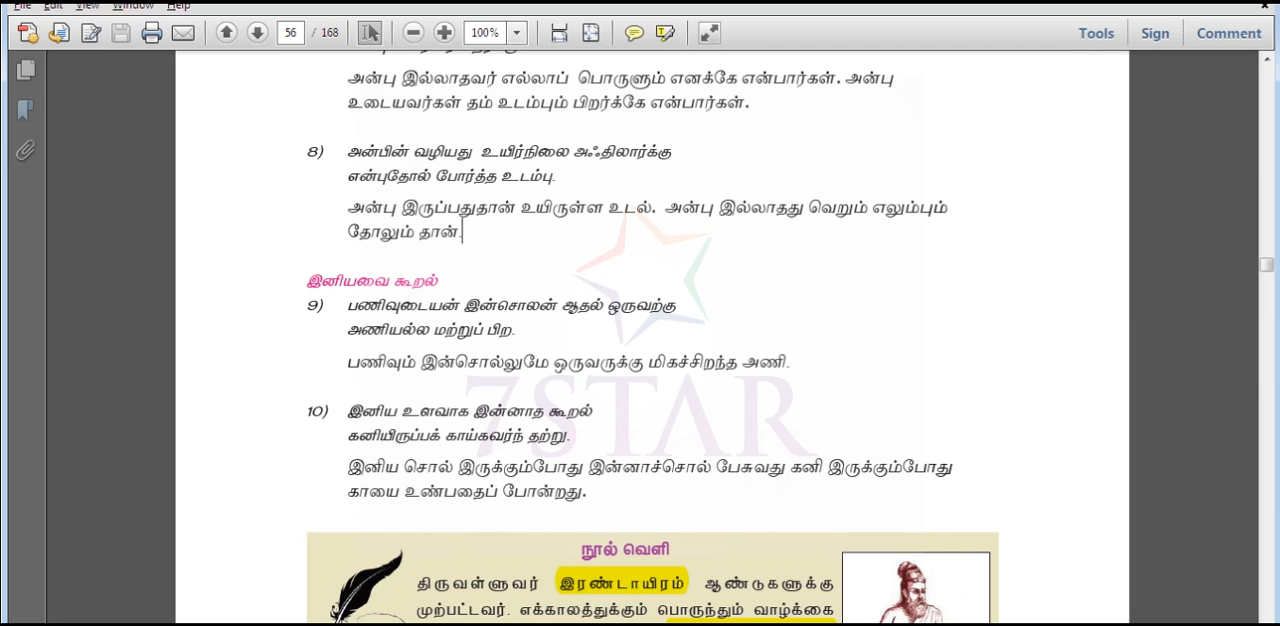 File Edit View Window Help
56 / 168 100% Tools Sign Comment
அன்பு இல்லாதவர் எல்லாப் பொருளும் எனக்கே என்பார்கள். அன்பு
உடையவர்கள் தம் உடம்பும் பிறர்க்கே என்பார்கள்.
8) அன்பின் வழியது உயிர்நிலை அஃதிலார்க்கு
என்புதோல் போர்த்த உடம்பு.
அன்பு இருப்பதுதான் உயிருள்ள உடல். அன்பு இல்லாதது வெறும் எலும்பும்
தோலும் தான்.
இனியவை கூறல்
9) பணிவுடையன் இன்சொலன் ஆதல் ஒருவற்கு
அணியல்ல மற்றுப் பிற.
பணிவும் இன்சொல்லுமே ஒருவருக்கு மிகச்சிறந்த அணி.
7STAR
10) இனிய உளவாக இன்னாத கூறல்
கனியிருப்பக் காய்கவர்ந் தற்று.
இனிய சொல் இருக்கும்போது இன்னாச்சொல் பேசுவது கனி இருக்கும்போது
காயை உண்பதைப் போன்றது.
நூல் வெளி
திருவள்ளுவர் இரண்டாயிரம் ஆண்டுகளுக்கு
முற்பட்டவர். எக்காலத்துக்கும் பொருந்தும் வாழ்க்கை